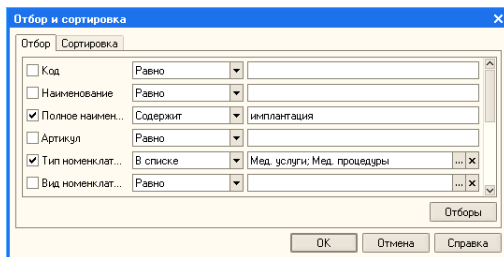 Отбор и сортировка
Отбор Сортировка
Код Равно
Наименование Равно
Полное наимен... Содержит имплантация
Артикул Равно
Тип номенклат... В списке Мед. услуги; Мед. процедуры ...
Вид номенклат... Равно ...
Отборы
OK Отмена Справка